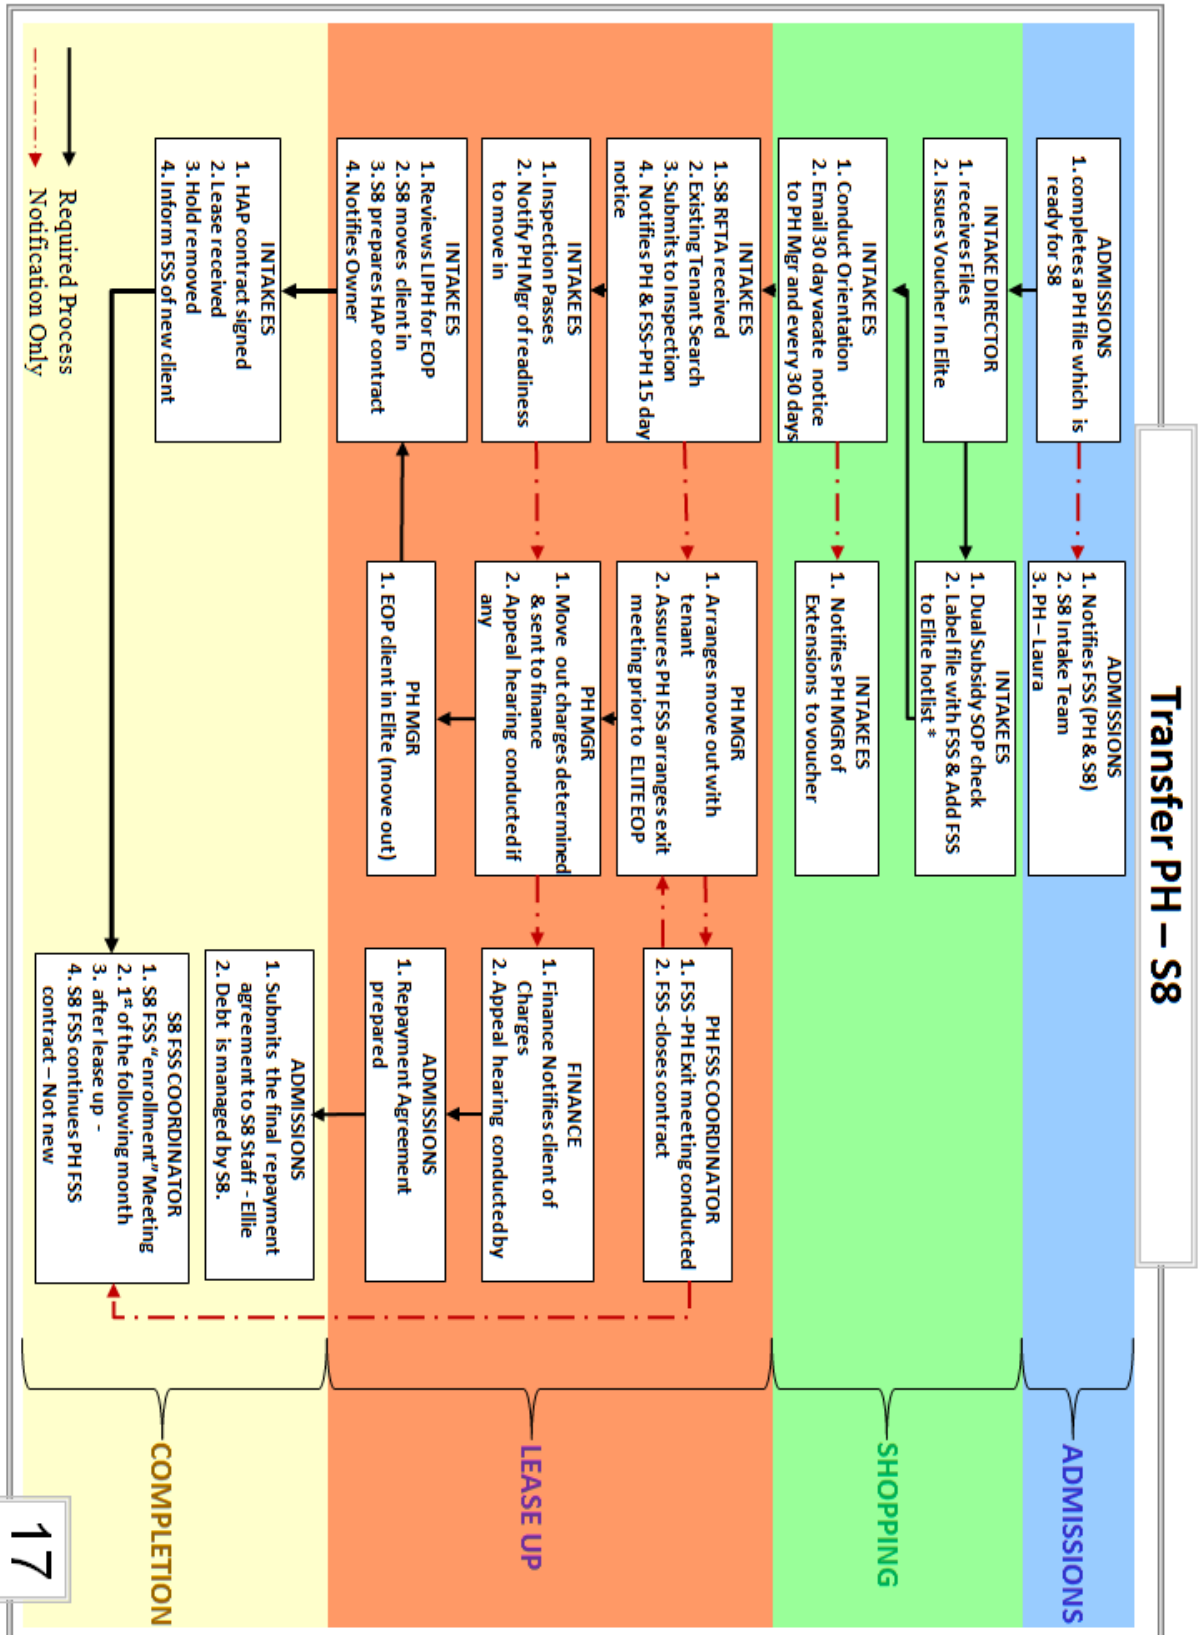 Transfer PH – S8
ADMISSIONS
1. completes a PH file which is
ready for S8
ADMISSIONS
1. Notifies FSS (PH & S8)
2. S8 Intake Team
3. PH – Laura
ADMISSIONS
INTAKE DIRECTOR
1. receives Files
2. Issues Voucher In Elite
INTAKE ES
1. Dual Subsidy SOP check
2. Label file with FSS & Add FSS
to Elite hotlist *
INTAKE ES
1. Conduct Orientation
2. Email 30 day vacate notice
to PH Mgr and every 30 days
INTAKE ES
1. Notifies PH MGR of
Extensions to voucher
SHOPPING
INTAKE ES
1. S8 RFTA received
2. Existing Tenant Search
3. Submits to Inspection
4. Notifies PH & FSS-PH 15 day
notice
PH MGR
1. Arranges move out with
tenant
2. Assures PH FSS arranges exit
meeting prior to ELITE EOP
PH FSS COORDINATOR
1. FSS -PH Exit meeting conducted
2. FSS -closes contract
INTAKE ES
1. Inspection Passes
2. Notify PH Mgr of readiness
to move in
PH MGR
1. Move out charges determined
& sent to finance
2. Appeal hearing conducted if
any
FINANCE
1. Finance Notifies client of
Charges
2. Appeal hearing conducted by
INTAKE ES
1. Reviews LIPH for EOP
2. S8 moves client in
3. S8 prepares HAP contract
4. Notifies Owner
PH MGR
1. EOP client in Elite (move out)
ADMISSIONS
1. Repayment Agreement
prepared
LEASE UP
INTAKE ES
1. HAP contract signed
2. Lease received
3. Hold removed
4. Inform FSS of new client
ADMISSIONS
1. Submits the final repayment
agreement to S8 Staff - Ellie
2. Debt is managed by S8.
S8 FSS COORDINATOR
1. S8 FSS “enrollment” Meeting
2. 1st of the following month
3. after lease up -
4. S8 FSS continues PH FSS
contract – Not new
COMPLETION
Required Process
Notification Only
17